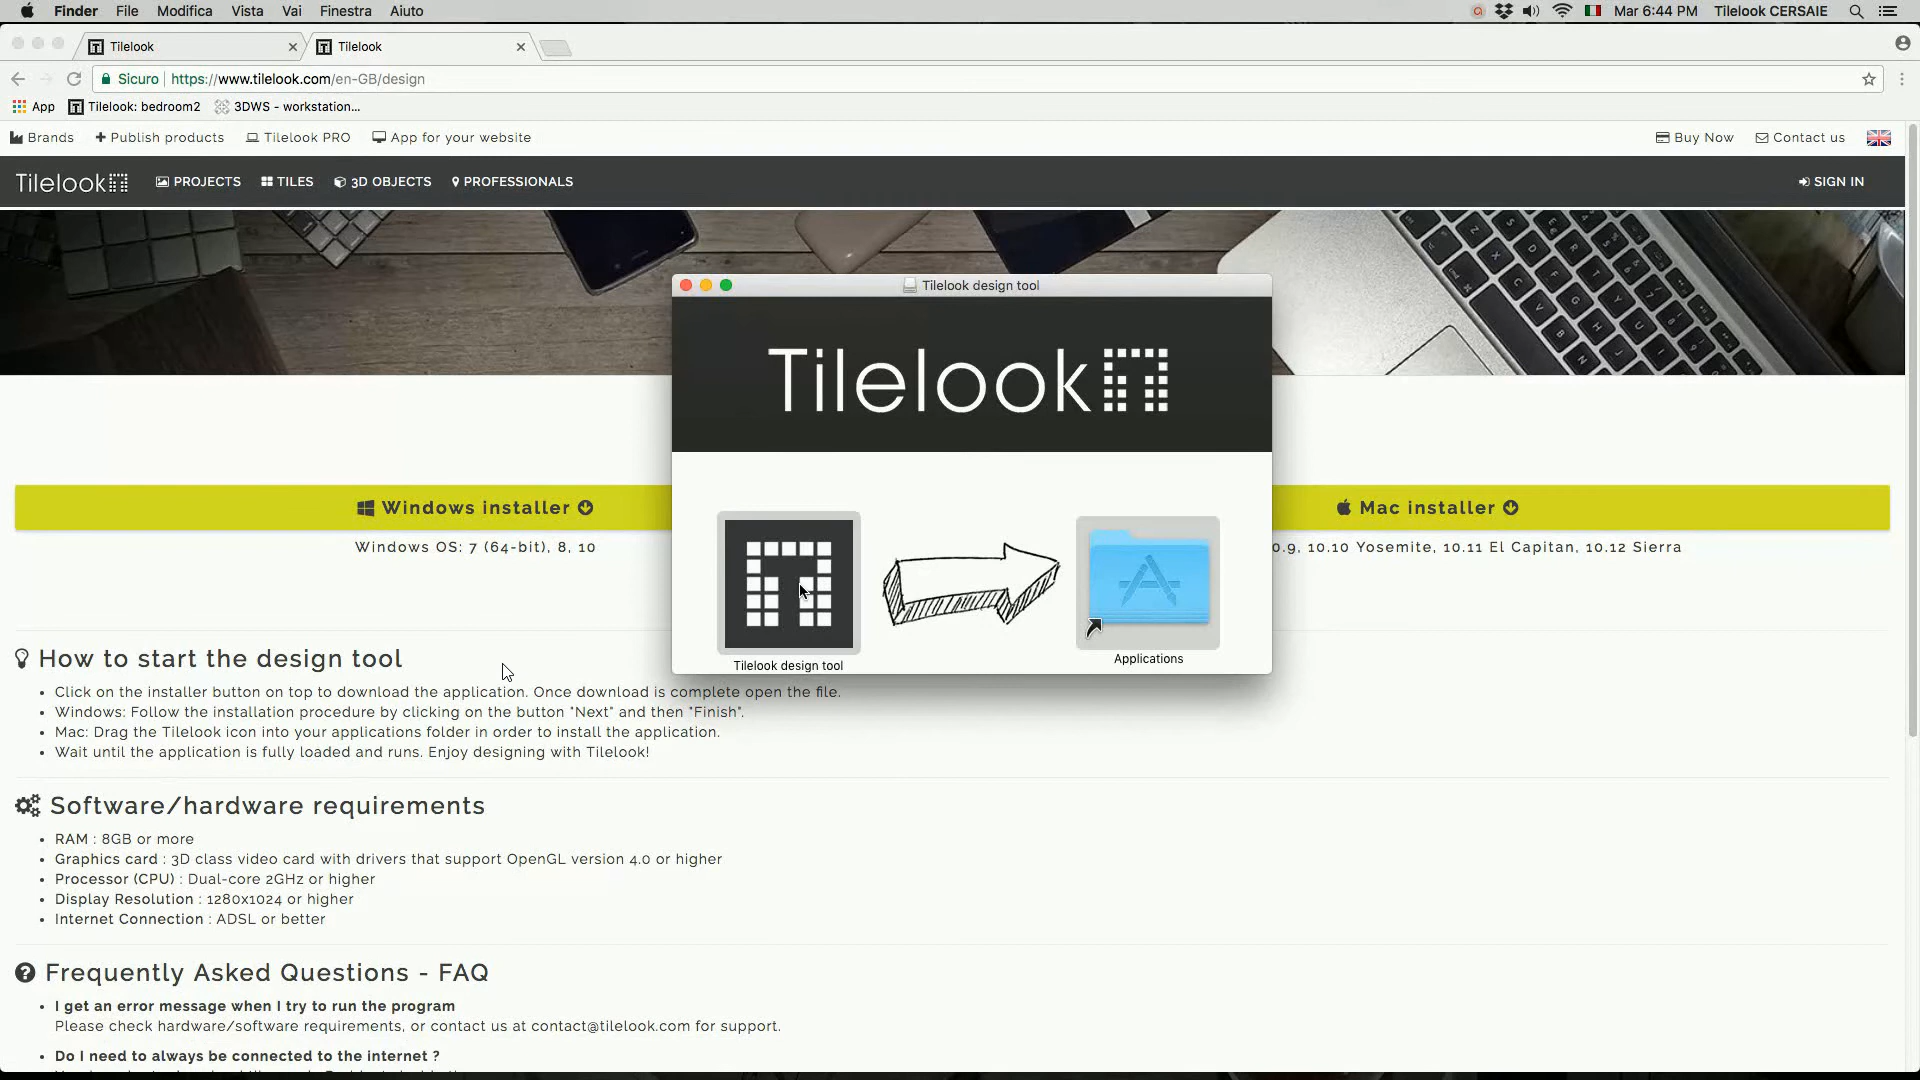 Finder File Modifica Vista Vai Finestra Aiuto Mar 6:44 PM Tilelook CERSAIE
Tilelook Tilelook
Sicuro https://www.tilelook.com/en-GB/design
App Tilelook: bedroom2 3DWS - workstation...
Brands Publish products Tilelook PRO App for your website Buy Now Contact us
Tilelook PROJECTS TILES 3D OBJECTS PROFESSIONALS SIGN IN
Tilelook design tool
Tilelook
Windows installer Mac installer
Windows OS: 7 (64-bit), 8, 10 0.9, 10.10 Yosemite, 10.11 El Capitan, 10.12 Sierra
Tilelook design tool Applications
How to start the design tool
• Click on the installer button on top to download the application. Once download is complete open the file.
• Windows: Follow the installation procedure by clicking on the button "Next" and then "Finish".
• Mac: Drag the Tilelook icon into your applications folder in order to install the application.
• Wait until the application is fully loaded and runs. Enjoy designing with Tilelook!
Software/hardware requirements
• RAM : 8GB or more
• Graphics card : 3D class video card with drivers that support OpenGL version 4.0 or higher
• Processor (CPU) : Dual-core 2GHz or higher
• Display Resolution : 1280x1024 or higher
• Internet Connection : ADSL or better
Frequently Asked Questions - FAQ
• I get an error message when I try to run the program
Please check hardware/software requirements, or contact us at contact@tilelook.com for support.
• Do I need to always be connected to the internet ?